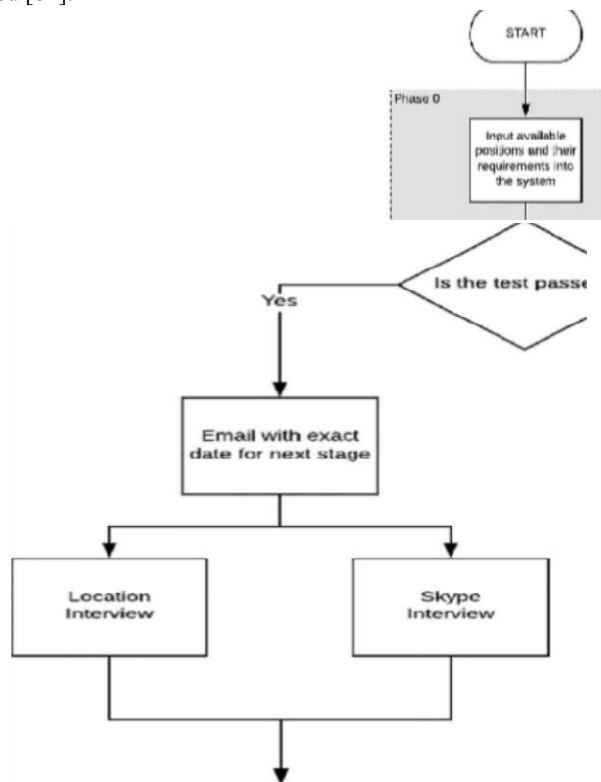 START
Phase 0
Input available
positions and their
requirements into
the system
Is the test passe
Yes
Email with exact
date for next stage
Location
Interview
Skype
Interview